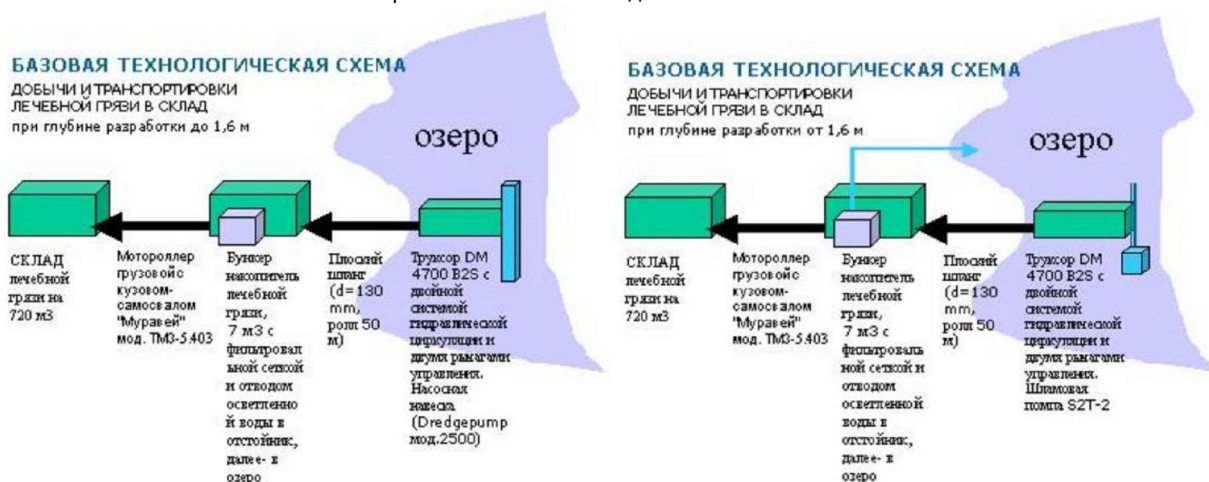 БАЗОВАЯ ТЕХНОЛОГИЧЕСКАЯ СХЕМА
ДОБЫЧИ И ТРАНСПОРТИРОВКИ
ЛЕЧЕБНОЙ ГРЯЗИ В СКЛАД
при глубине разработки до 1,6 м
озеро
СКЛАД
лечебной
грязи на
720 м3
Мотороллер
грузовой с
кузовом-
самосвалом
"Муравей"
мод. ТМЗ-5.403
Бункер
накопитель
лечебной
грязи,
7 м3 с
фильтроваль
ной сеткой
и отводом
осветленно
й воды в
отстойник,
далее- в
озеро
Плоский
шланг
(d=130
mm,
ролл 50
м)
Труксор DM
4700 B2S с
двойной
системой
гидравлической
циркуляции и
двумя рычагами
управления.
Насосная
навеска
(Dredgepump
мод.2500)
БАЗОВАЯ ТЕХНОЛОГИЧЕСКАЯ СХЕМА
ДОБЫЧИ И ТРАНСПОРТИРОВКИ
ЛЕЧЕБНОЙ ГРЯЗИ В СКЛАД
при глубине разработки от 1,6 м
озеро
СКЛАД
лечебной
грязи на
720 м3
Мотороллер
грузовой с
кузовом-
самосвалом
"Муравей"
мод. ТМЗ-5.403
Бункер
накопитель
лечебной
грязи,
7 м3 с
фильтроваль
ной сеткой и
отводом
осветленной
воды в
отстойник,
далее- в
озеро
Плоский
шланг
(d=130
mm,
ролл 50
м)
Труксор DM
4700 B2S с
двойной
системой
гидравлической
циркуляции и
двумя рычагами
управления.
Шламовая
помпа S2T-2